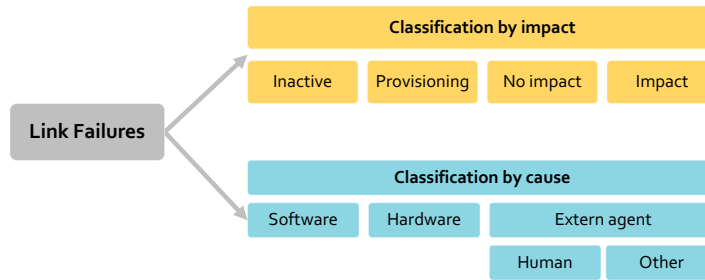 Classification by impact
Inactive
Provisioning
No impact
Impact
Link Failures
Classification by cause
Software
Hardware
Extern agent
Human
Other